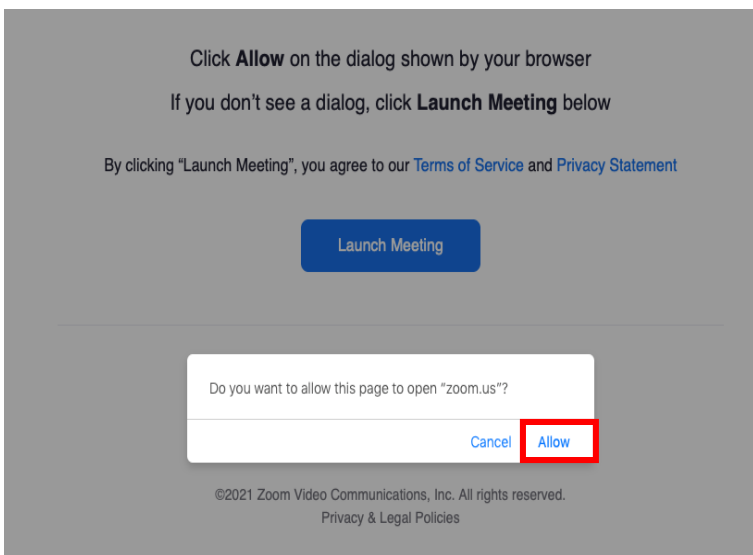 Click Allow on the dialog shown by your browser
If you don't see a dialog, click Launch Meeting below
By clicking “Launch Meeting”, you agree to our Terms of Service and Privacy Statement
Launch Meeting
Do you want to allow this page to open “zoom.us”?
Cancel Allow
©2021 Zoom Video Communications, Inc. All rights reserved.
Privacy & Legal Policies